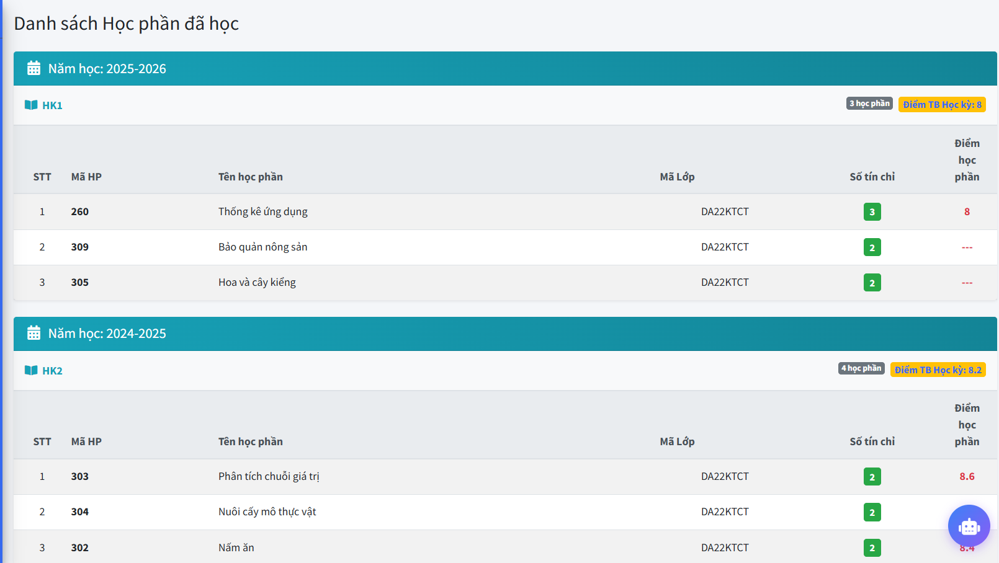 Danh sách Học phần đã học
Năm học: 2025-2026
HK1
3 học phần
Điểm TB Học kỳ: 8
STT Mã HP Tên học phần Mã Lớp Số tín chỉ Điểm học phần
1 260 Thống kê ứng dụng DA22KTCT 3 8
2 309 Bảo quản nông sản DA22KTCT 2 ---
3 305 Hoa và cây kiểng DA22KTCT 2 ---
Năm học: 2024-2025
HK2
4 học phần
Điểm TB Học kỳ: 8.2
STT Mã HP Tên học phần Mã Lớp Số tín chỉ Điểm học phần
1 303 Phân tích chuỗi giá trị DA22KTCT 2 8.6
2 304 Nuôi cấy mô thực vật DA22KTCT 2
3 302 Nấm ăn DA22KTCT 2 8.4